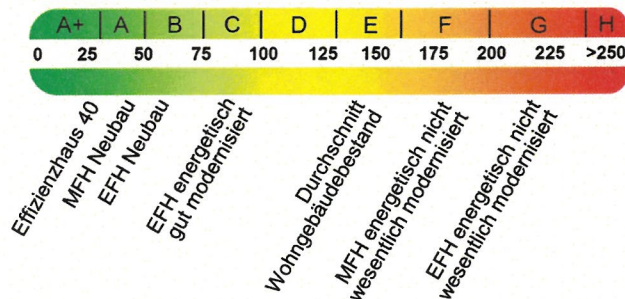 A+ A B C D E F G H
0 25 50 75 100 125 150 175 200 225 >250
Effizienzhaus 40
MFH Neubau
EFH Neubau
EFH energetisch
gut modernisiert
Durchschnitt
Wohngebäudebestand
MFH energetisch nicht
wesentlich modernisiert
EFH energetisch nicht
wesentlich modernisiert